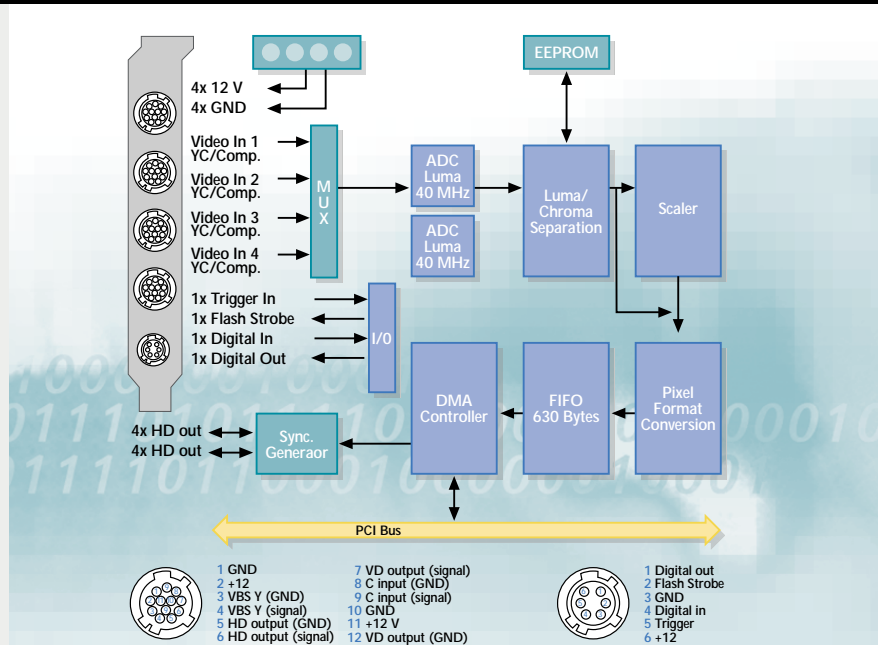 EEPROM
4x 12 V
4x GND
Video In 1
YC/Comp.
Video In 2
YC/Comp.
Video In 3
YC/Comp.
Video In 4
YC/Comp.
M
U
X
ADC
Luma
40 MHz
ADC
Luma
40 MHz
Luma/
Chroma
Separation
Scaler
1x Trigger In
1x Flash Strobe
1x Digital In
1x Digital Out
I/O
DMA
Controller
FIFO
630 Bytes
Pixel
Format
Conversion
4x HD out
4x HD out
Sync.
Generaor
PCI Bus
1 GND
2 +12
3 VBS Y (GND)
4 VBS Y (signal)
5 HD output (GND)
6 HD output (signal)
7 VD output (signal)
8 C input (GND)
9 C input (signal)
10 GND
11 +12 V
12 VD output (GND)
1 Digital out
2 Flash Strobe
3 GND
4 Digital in
5 Trigger
6 +12